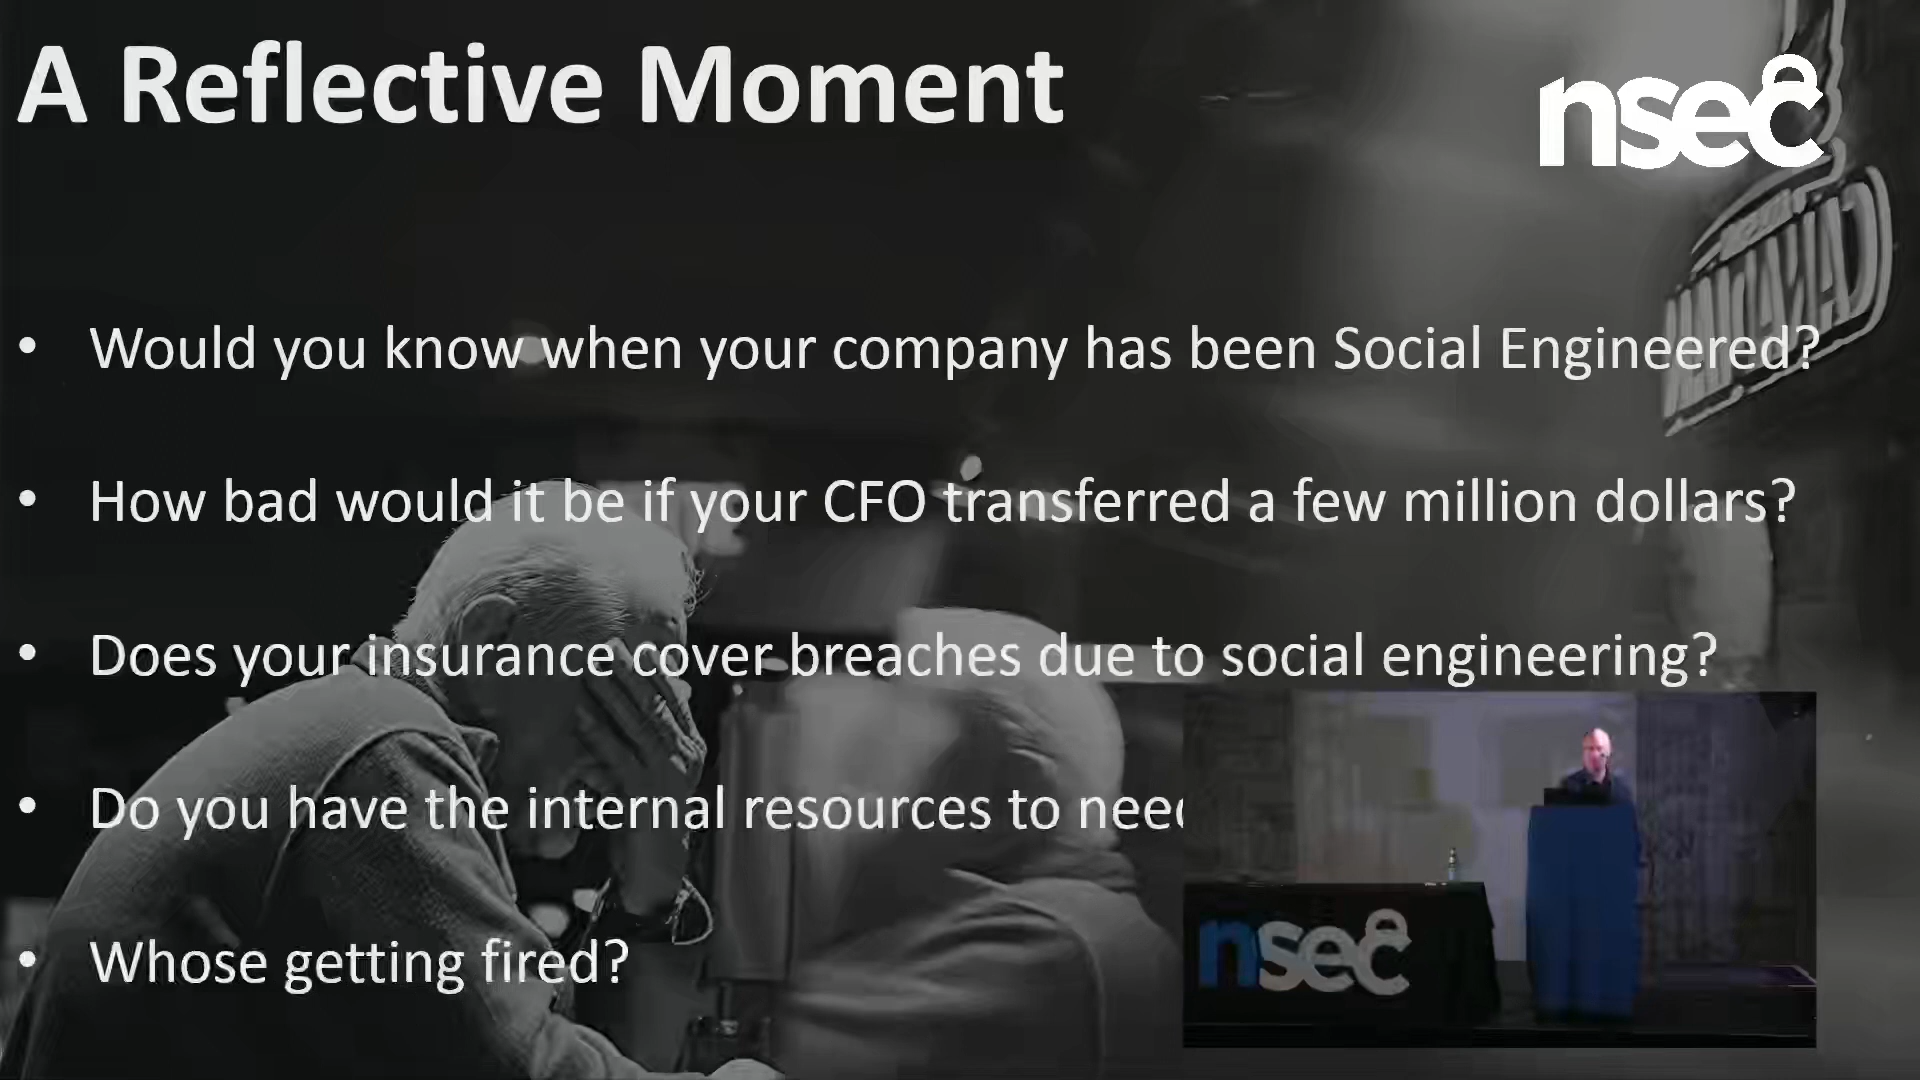 A Reflective Moment
nsec
• Would you know when your company has been Social Engineered?
• How bad would it be if your CFO transferred a few million dollars?
• Does your insurance cover breaches due to social engineering?
• Do you have the internal resources to
• Whose getting fired?
nsec